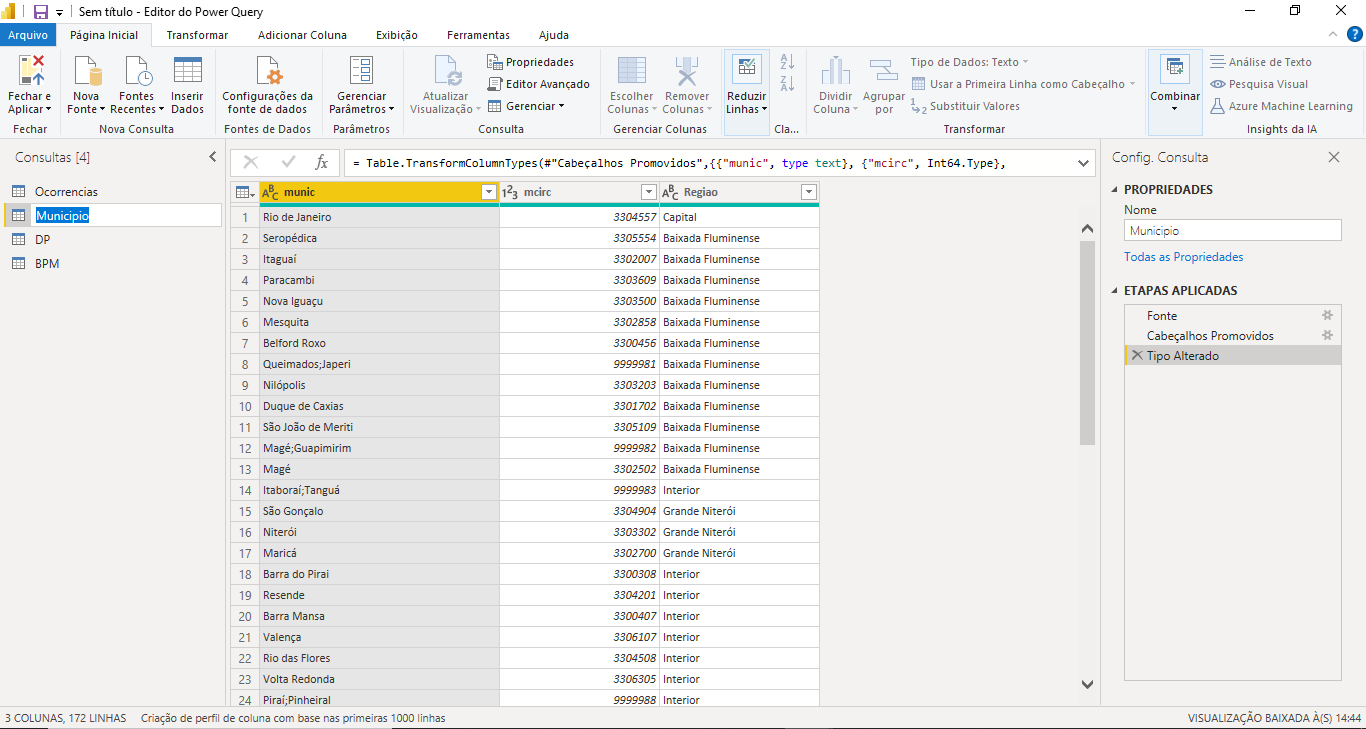 Sem título - Editor do Power Query
Arquivo Página Inicial Transformar Adicionar Coluna Exibição Ferramentas Ajuda
Fechar e Aplicar
Fechar
Nova Fonte
Fontes Recentes
Inserir Dados
Nova Consulta
Configurações da fonte de dados
Fontes de Dados
Gerenciar Parâmetros
Parâmetros
Atualizar Visualização
Propriedades
Editor Avançado
Gerenciar
Consulta
Escolher Colunas
Remover Colunas
Gerenciar Colunas
Reduzir Linhas
Cla...
Dividir Coluna
Agrupar por
Tipo de Dados: Texto
Usar a Primeira Linha como Cabeçalho
Substituir Valores
Transformar
Combinar
Análise de Texto
Pesquisa Visual
Azure Machine Learning
Insights da IA
Consultas [4]
Ocorrencias
Municipio
DP
BPM
fx
= Table.TransformColumnTypes(#"Cabeçalhos Promovidos",{{"munic", type text}, {"mcirc", Int64.Type},
munic mcirc Regiao
1 Rio de Janeiro 3304557 Capital
2 Seropédica 3305554 Baixada Fluminense
3 Itaguaí 3302007 Baixada Fluminense
4 Paracambi 3303609 Baixada Fluminense
5 Nova Iguaçu 3303500 Baixada Fluminense
6 Mesquita 3302858 Baixada Fluminense
7 Belford Roxo 3300456 Baixada Fluminense
8 Queimados;Japeri 9999981 Baixada Fluminense
9 Nilópolis 3303203 Baixada Fluminense
10 Duque de Caxias 3301702 Baixada Fluminense
11 São João de Meriti 3305109 Baixada Fluminense
12 Magé;Guapimirim 9999982 Baixada Fluminense
13 Magé 3302502 Baixada Fluminense
14 Itaboraí;Tanguá 9999983 Interior
15 São Gonçalo 3304904 Grande Niterói
16 Niterói 3303302 Grande Niterói
17 Maricá 3302700 Grande Niterói
18 Barra do Pirai 3300308 Interior
19 Resende 3304201 Interior
20 Barra Mansa 3300407 Interior
21 Valença 3306107 Interior
22 Rio das Flores 3304508 Interior
23 Volta Redonda 3306305 Interior
24 Piraí;Pinheiral 9999988 Interior
Config. Consulta
PROPRIEDADES
Nome
Municipio
Todas as Propriedades
ETAPAS APLICADAS
Fonte
Cabeçalhos Promovidos
Tipo Alterado
3 COLUNAS, 172 LINHAS Criação de perfil de coluna com base nas primeiras 1000 linhas VISUALIZAÇÃO BAIXADA À(S) 14:44